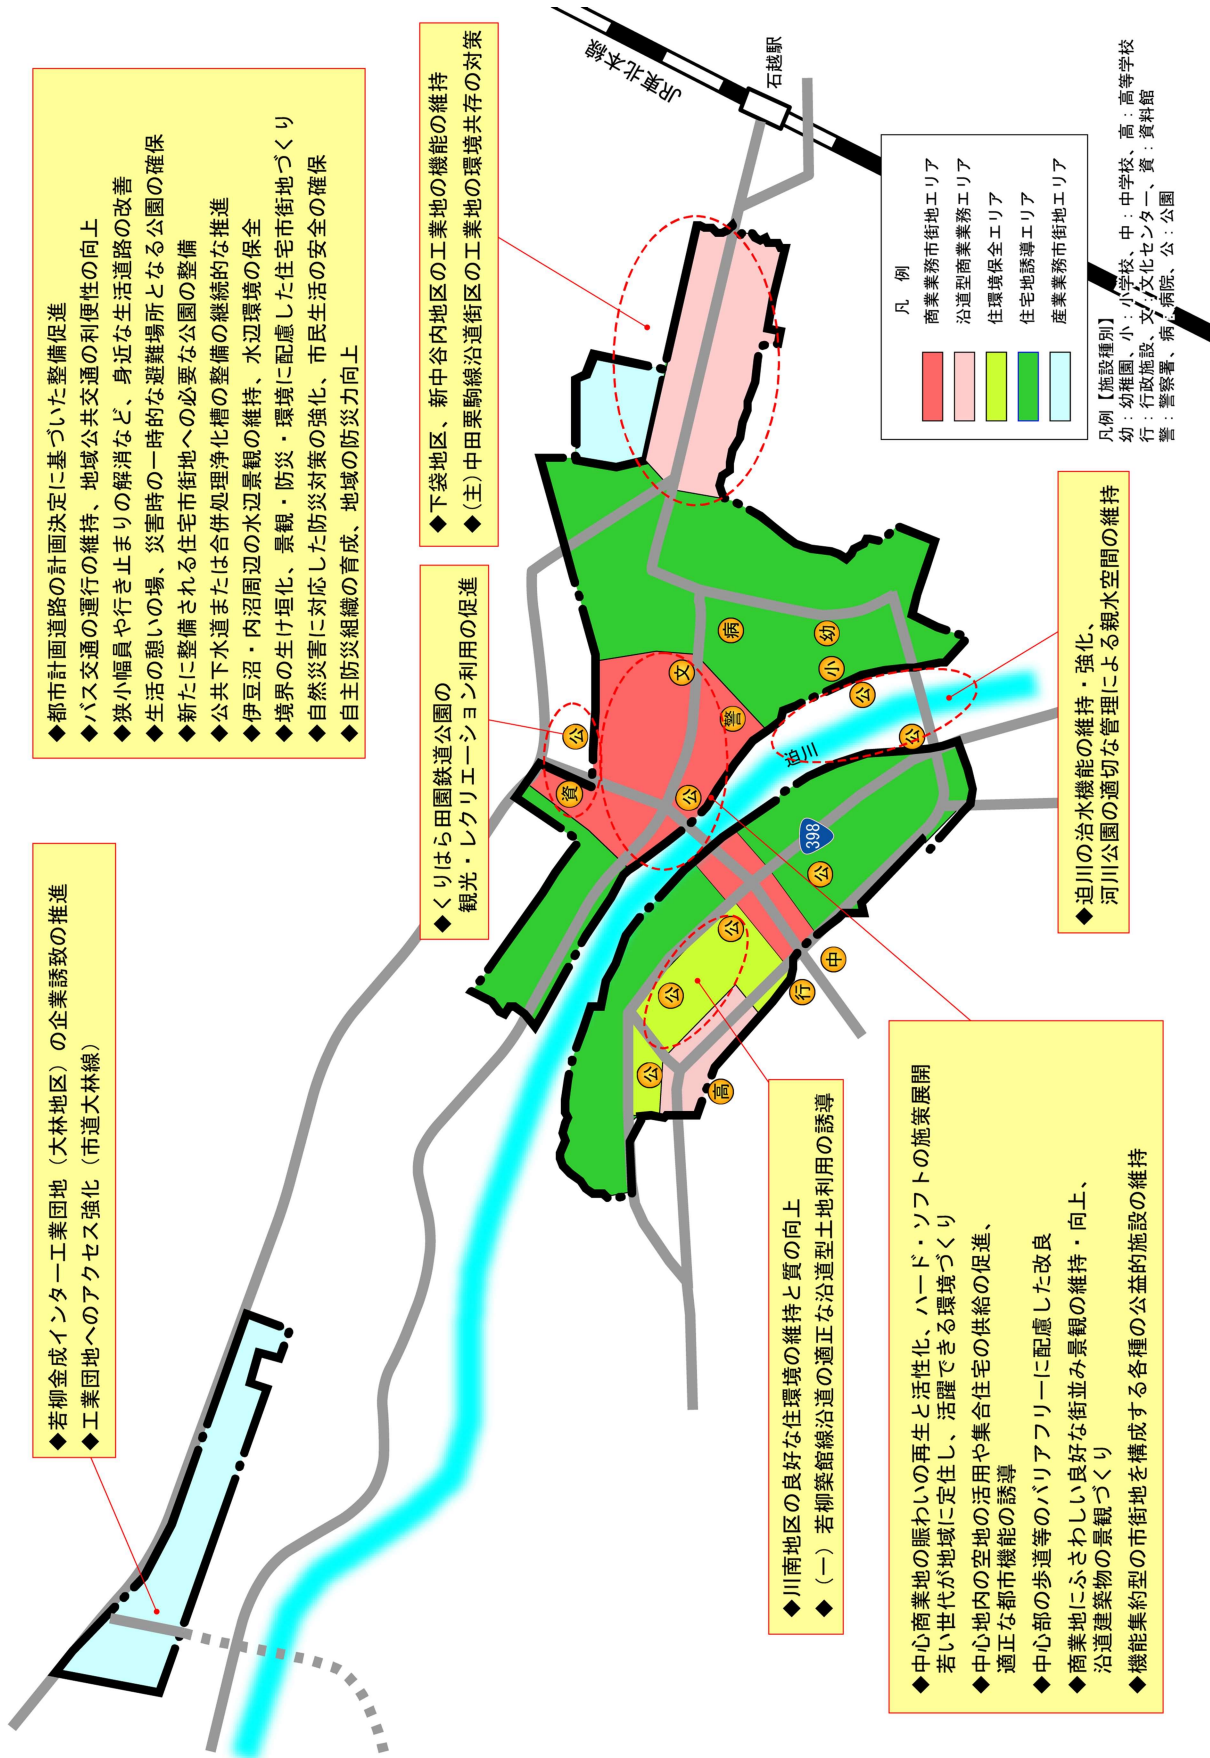 ◆都市計画道路の計画決定に基づいた整備促進
◆バス交通の運行の維持、地域公共交通の利便性の向上
◆狭小幅員や行き止まりの解消など、身近な生活道路の改善
◆生活の憩いの場、災害時の一時的な避難場所となる公園の確保
◆新たに整備される住宅市街地への必要な公園の整備
◆公共下水道または合併処理浄化槽の整備の継続的な推進
◆伊豆沼・内沼周辺の水辺景観の維持、水辺環境の保全
◆境界の生け垣化、景観・防災・環境に配慮した住宅市街地づくり
◆自然災害に対応した防災対策の強化、市民生活の安全の確保
◆自主防災組織の育成、地域の防災力向上
◆若柳金成インター工業団地（大林地区）の企業誘致の推進
◆工業団地へのアクセス強化（市道大林線）
◆下袋地区、新中谷内地区の工業地の機能の維持
◆(主)中田栗駒線沿道街区の工業地の環境共存の対策
◆くりはら田園鉄道公園の
観光・レクリエーション利用の促進
JR東北本線
石越駅
公
資
文
病
警
公
幼
小
公
公
迫川
398
公
公
公
公
行
中
高
凡 例
商業業務市街地エリア
沿道型商業業務エリア
住環境保全エリア
住宅地誘導エリア
産業業務市街地エリア
凡例【施設種別】
幼：幼稚園、小：小学校、中：中学校、高：高等学校
行：行政施設、文：文化センター、資：資料館
警：警察署、病：病院、公：公園
◆迫川の治水機能の維持・強化、
河川公園の適切な管理による親水空間の維持
◆川南地区の良好な住環境の維持と質の向上
◆（一）若柳築館線沿道の適正な沿道型土地利用の誘導
◆中心商業地の賑わいの再生と活性化、ハード・ソフトの施策展開
若い世代が地域に定住し、活躍できる環境づくり
◆中心地内の空地の活用や集合住宅の供給の促進、
適正な都市機能の誘導
◆中心部の歩道等のバリアフリーに配慮した改良
◆商業地にふさわしい良好な街並み景観の維持・向上、
沿道建築物の景観づくり
◆機能集約型の市街地を構成する各種の公益的施設の維持